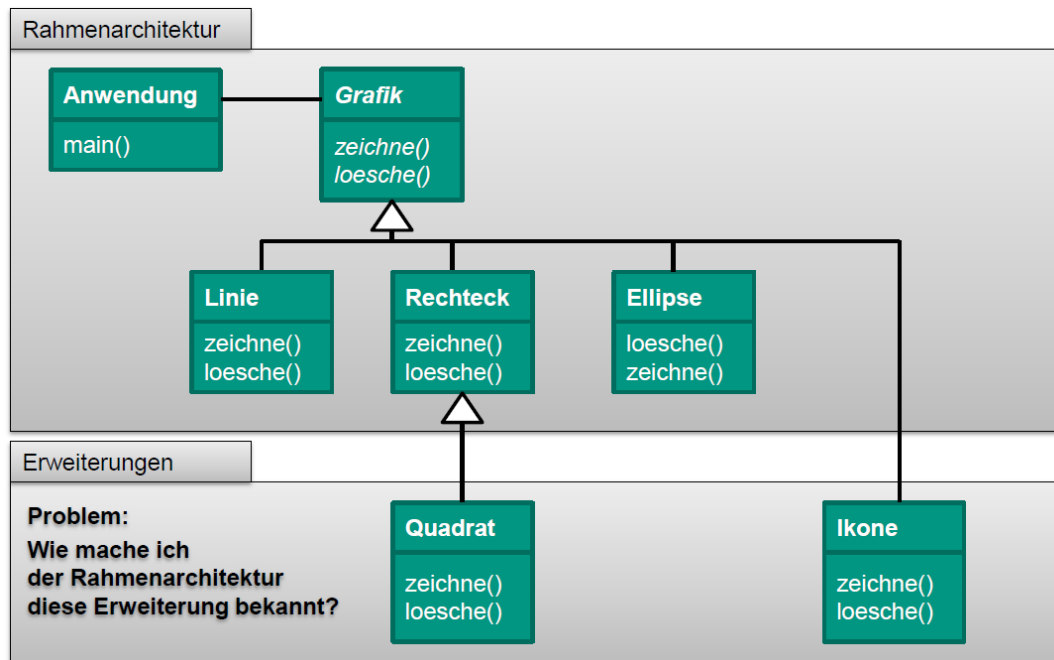 Rahmenarchitektur
Anwendung
main()
Grafik
zeichne()
loesche()
Linie
zeichne()
loesche()
Rechteck
zeichne()
loesche()
Ellipse
loesche()
zeichne()
Erweiterungen
Problem:
Wie mache ich
der Rahmenarchitektur
diese Erweiterung bekannt?
Quadrat
zeichne()
loesche()
Ikone
zeichne()
loesche()